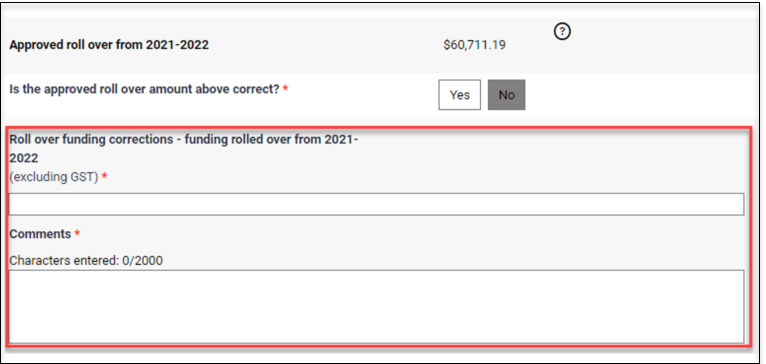 Approved roll over from 2021-2022 $60,711.19 ?
Is the approved roll over amount above correct? * Yes No
Roll over funding corrections - funding rolled over from 2021-
2022
(excluding GST) *
Comments *
Characters entered: 0/2000